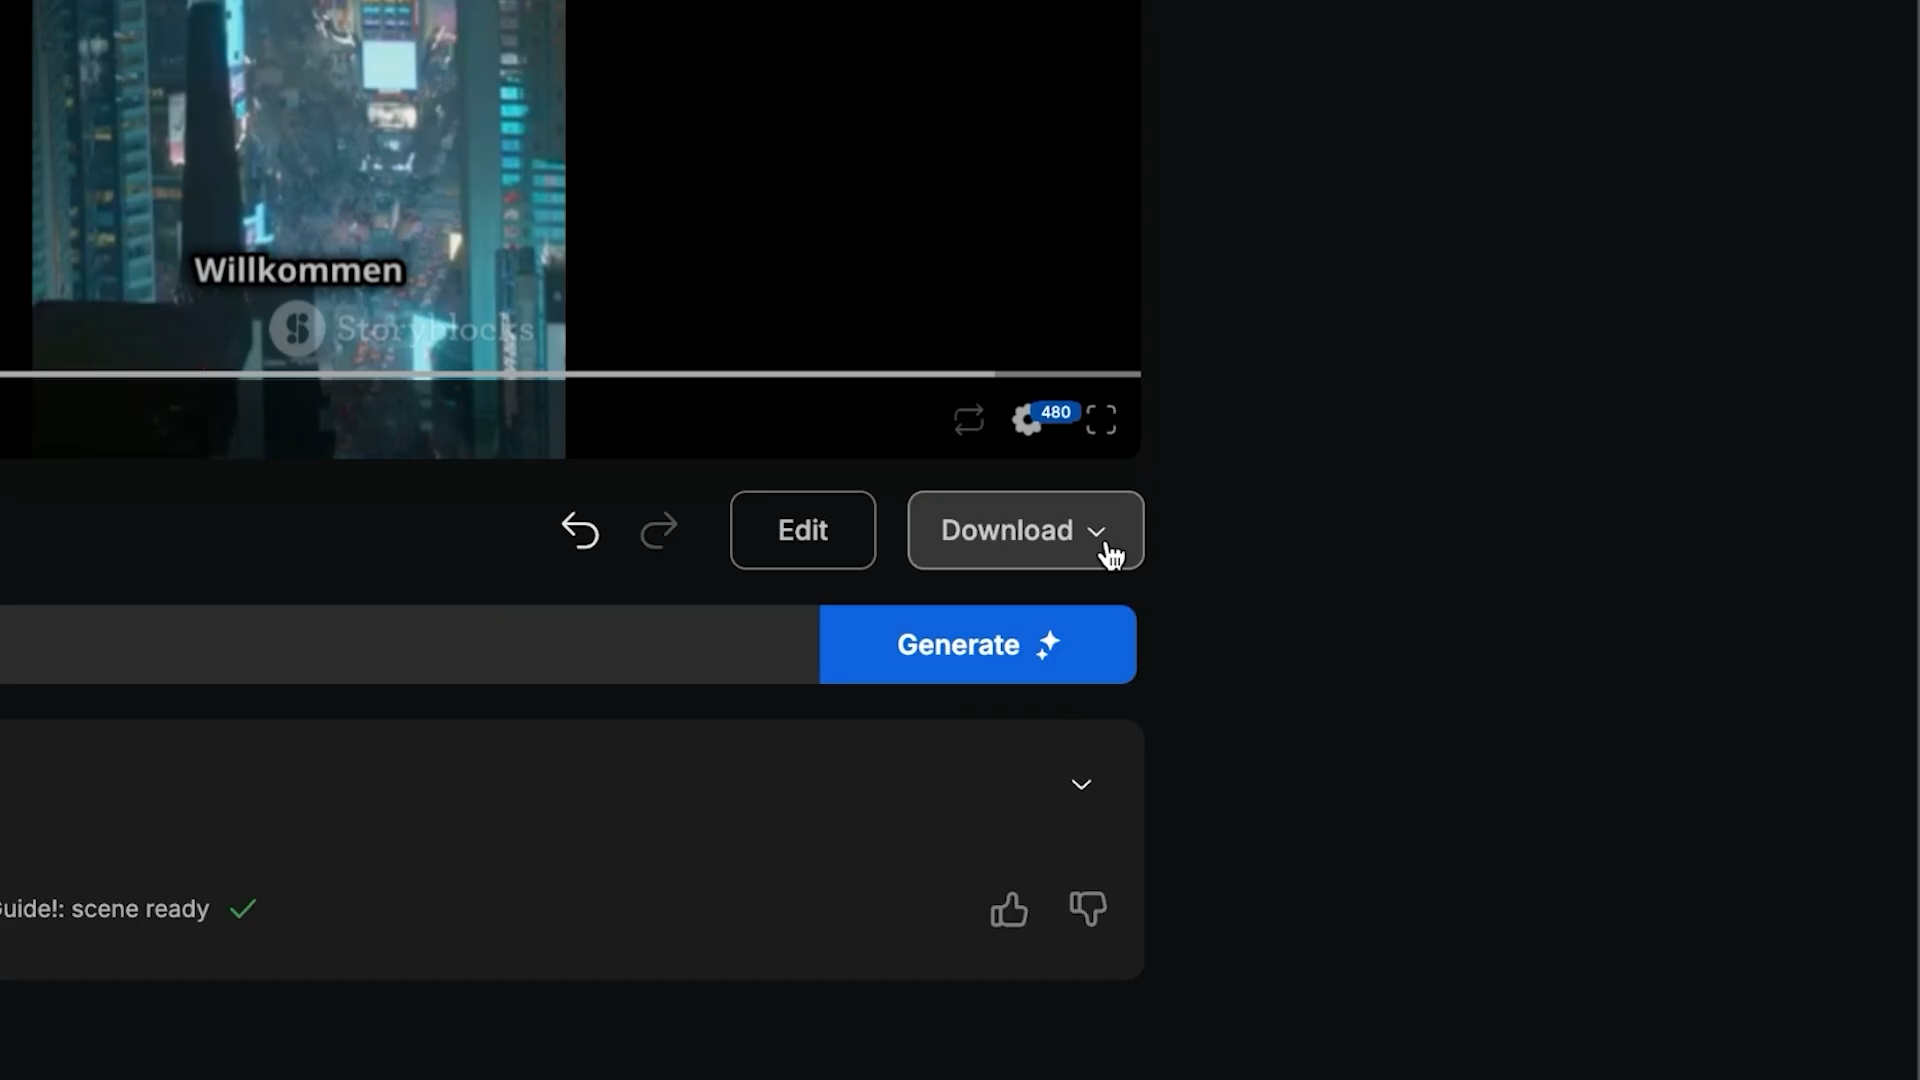 Willkommen
Storyblocks
480
Edit
Download
Generate
uide!: scene ready